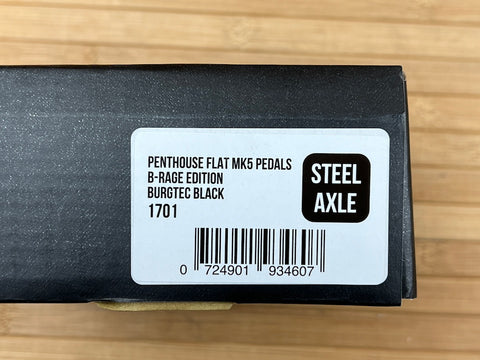 PENTHOUSE FLAT MK5 PEDALS
B-RAGE EDITION
BURGTEC BLACK
1701
STEEL
AXLE
0 724901 934607